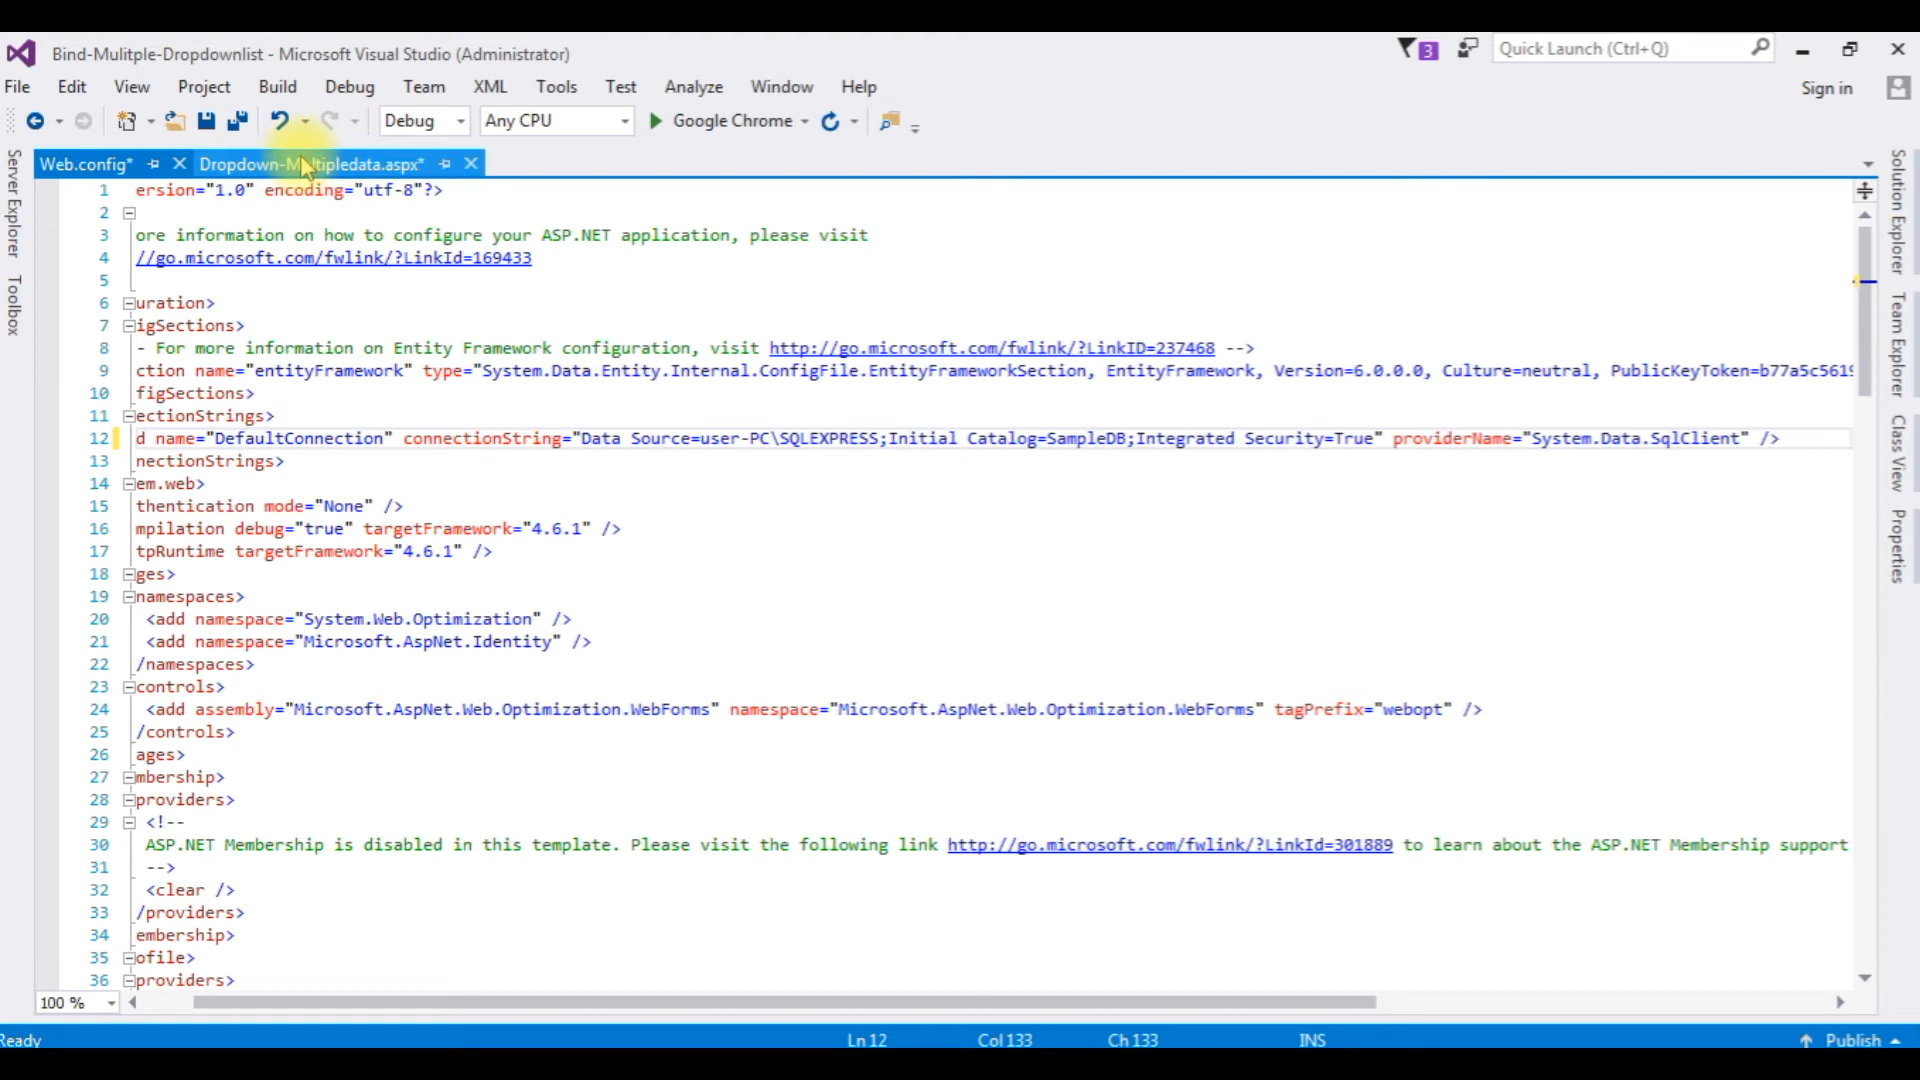 Bind-Mulitple-Dropdownlist - Microsoft Visual Studio (Administrator)
3
Quick Launch (Ctrl+Q)
File Edit View Project Build Debug Team XML Tools Test Analyze Window Help
Sign in
Debug Any CPU Google Chrome
Web.config* Dropdown-Multipledata.aspx*
Server Explorer
Toolbox
Solution Explorer
Team Explorer
Class View
Properties
1 ersion="1.0" encoding="utf-8"?>
2
3 ore information on how to configure your ASP.NET application, please visit
4 //go.microsoft.com/fwlink/?LinkId=169433
5
6 uration>
7 igSections>
8 - For more information on Entity Framework configuration, visit http://go.microsoft.com/fwlink/?LinkID=237468 -->
9 ction name="entityFramework" type="System.Data.Entity.Internal.ConfigFile.EntityFrameworkSection, EntityFramework, Version=6.0.0.0, Culture=neutral, PublicKeyToken=b77a5c5619
10 figSections>
11 ectionStrings>
12 d name="DefaultConnection" connectionString="Data Source=user-PC\SQLEXPRESS;Initial Catalog=SampleDB;Integrated Security=True" providerName="System.Data.SqlClient" />
13 nectionStrings>
14 em.web>
15 thentication mode="None" />
16 mpilation debug="true" targetFramework="4.6.1" />
17 tpRuntime targetFramework="4.6.1" />
18 ges>
19 namespaces>
20 <add namespace="System.Web.Optimization" />
21 <add namespace="Microsoft.AspNet.Identity" />
22 /namespaces>
23 controls>
24 <add assembly="Microsoft.AspNet.Web.Optimization.WebForms" namespace="Microsoft.AspNet.Web.Optimization.WebForms" tagPrefix="webopt" />
25 /controls>
26 ages>
27 mbership>
28 providers>
29 <!--
30 ASP.NET Membership is disabled in this template. Please visit the following link http://go.microsoft.com/fwlink/?LinkId=301889 to learn about the ASP.NET Membership support
31 -->
32 <clear />
33 /providers>
34 embership>
35 ofile>
36 providers>
100 %
Ready Ln 12 Col 133 Ch 133 INS Publish